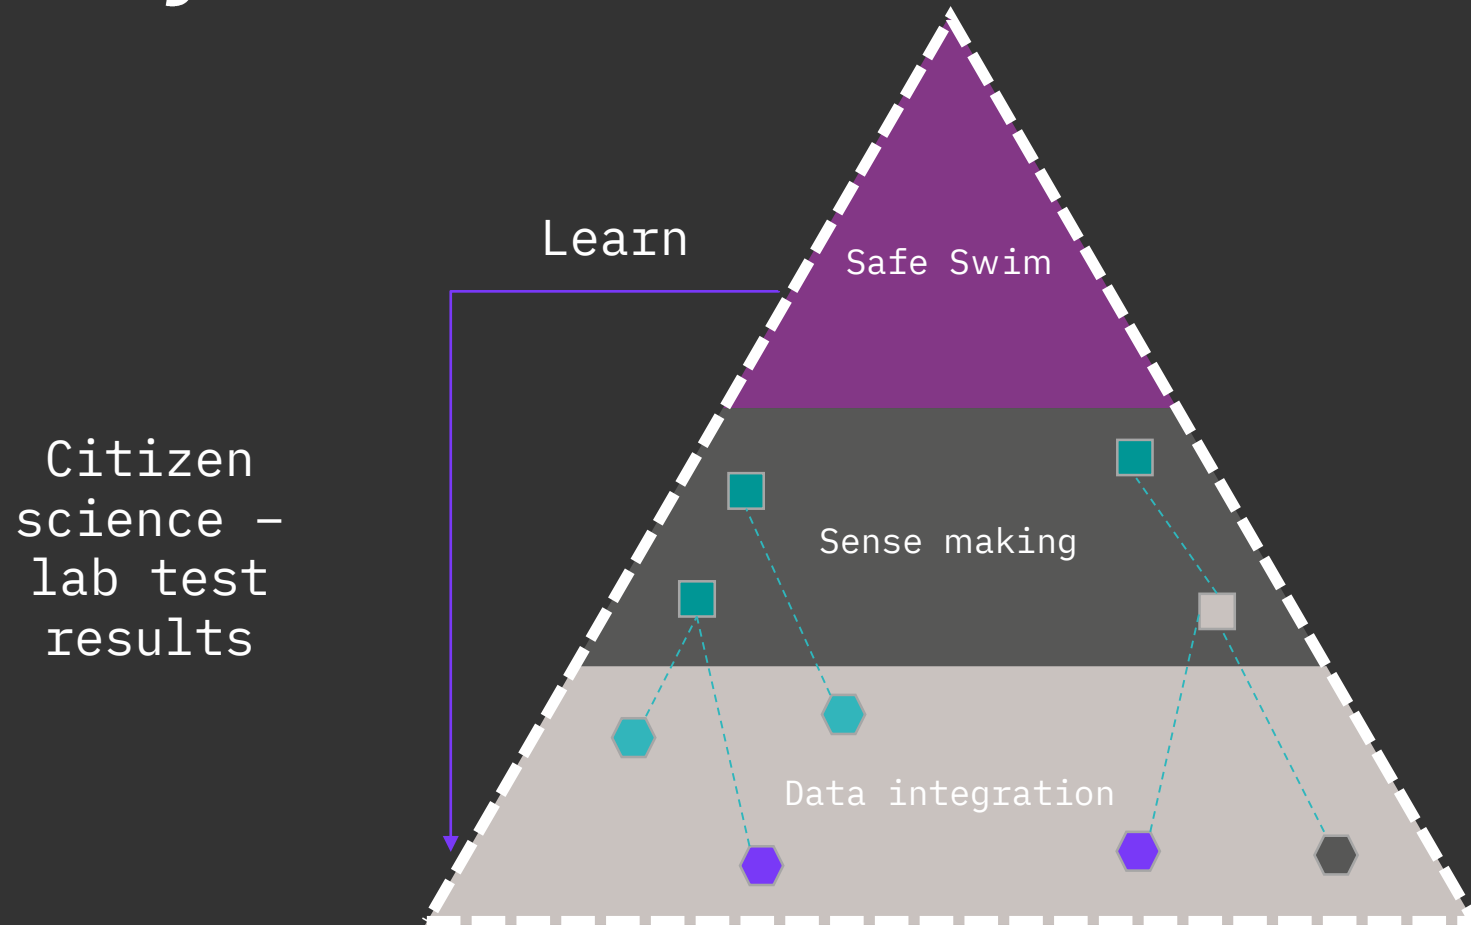 Learn
Safe Swim
Citizen
science –
lab test
results
Sense making
Data integration